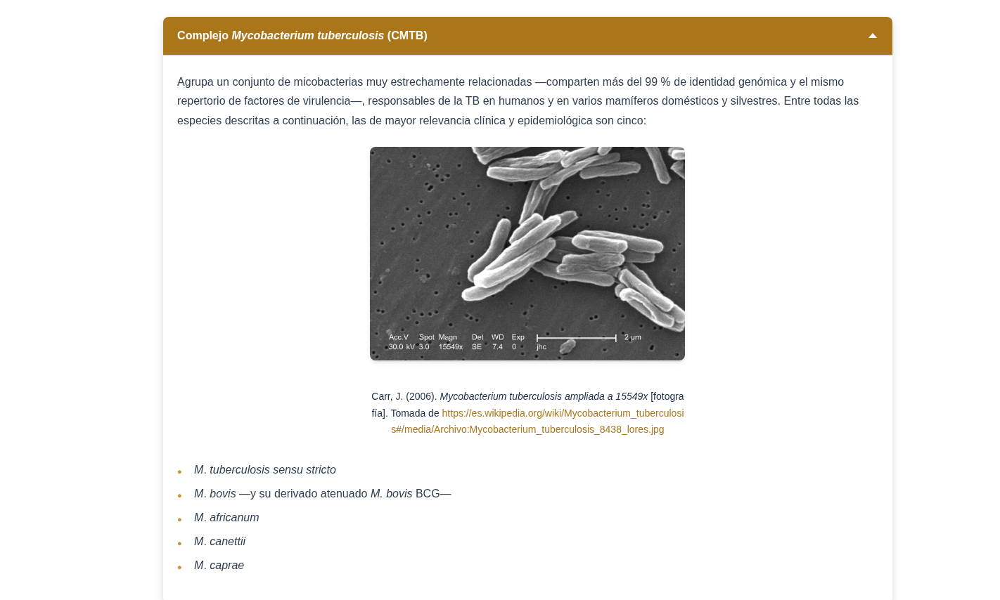 Complejo Mycobacterium tuberculosis (CMTB)
Agrupa un conjunto de micobacterias muy estrechamente relacionadas —comparten más del 99 % de identidad genómica y el mismo
repertorio de factores de virulencia—, responsables de la TB en humanos y en varios mamíferos domésticos y silvestres. Entre todas las
especies descritas a continuación, las de mayor relevancia clínica y epidemiológica son cinco:
Acc.V Spot Magn Det WD Exp 2 µm
30.0 kV 3.0 15549x SE 7.4 0 jhc
Carr, J. (2006). Mycobacterium tuberculosis ampliada a 15549x [fotogra
fía]. Tomada de https://es.wikipedia.org/wiki/Mycobacterium_tuberculosi
s#/media/Archivo:Mycobacterium_tuberculosis_8438_lores.jpg
• M. tuberculosis sensu stricto
• M. bovis —y su derivado atenuado M. bovis BCG—
• M. africanum
• M. canettii
• M. caprae